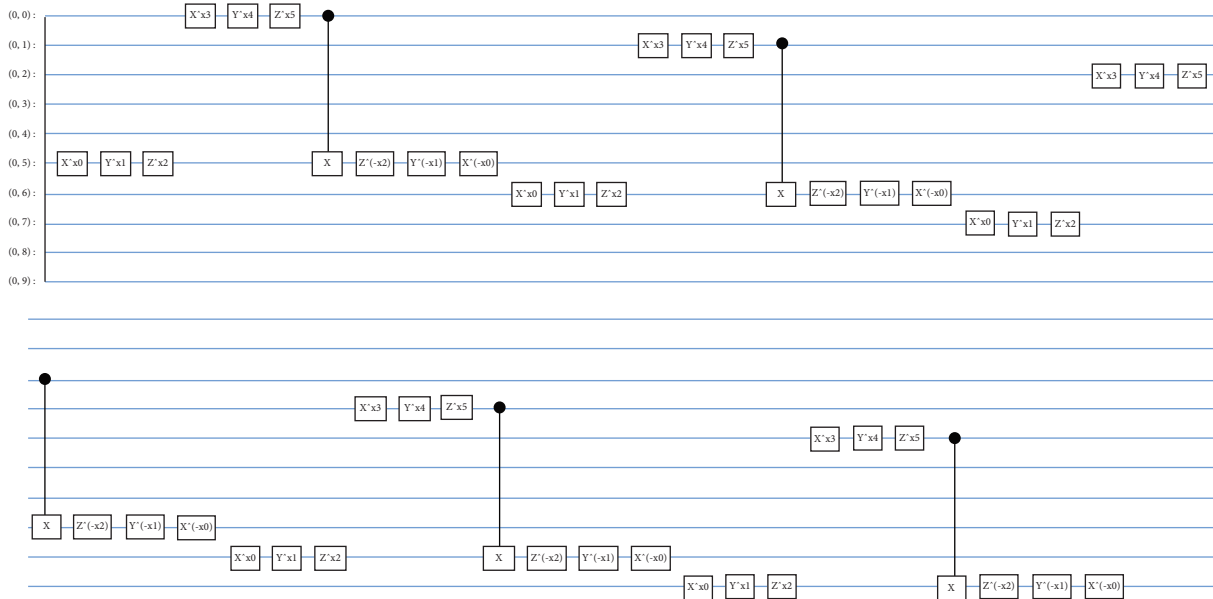 (0, 0) : X^x3 Y^x4 Z^x5
(0, 1) : X^x3 Y^x4 Z^x5
(0, 2) : X^x3 Y^x4 Z^x5
(0, 3) :
(0, 4) :
(0, 5) : X^x0 Y^x1 Z^x2 X Z^(-x2) Y^(-x1) X^(-x0)
(0, 6) : X^x0 Y^x1 Z^x2 X Z^(-x2) Y^(-x1) X^(-x0)
(0, 7) : X^x0 Y^x1 Z^x2
(0, 8) :
(0, 9) :
X^x3 Y^x4 Z^x5
X^x3 Y^x4 Z^x5
X Z^(-x2) Y^(-x1) X^(-x0)
X^x0 Y^x1 Z^x2 X Z^(-x2) Y^(-x1) X^(-x0)
X^x0 Y^x1 Z^x2 X Z^(-x2) Y^(-x1) X^(-x0)